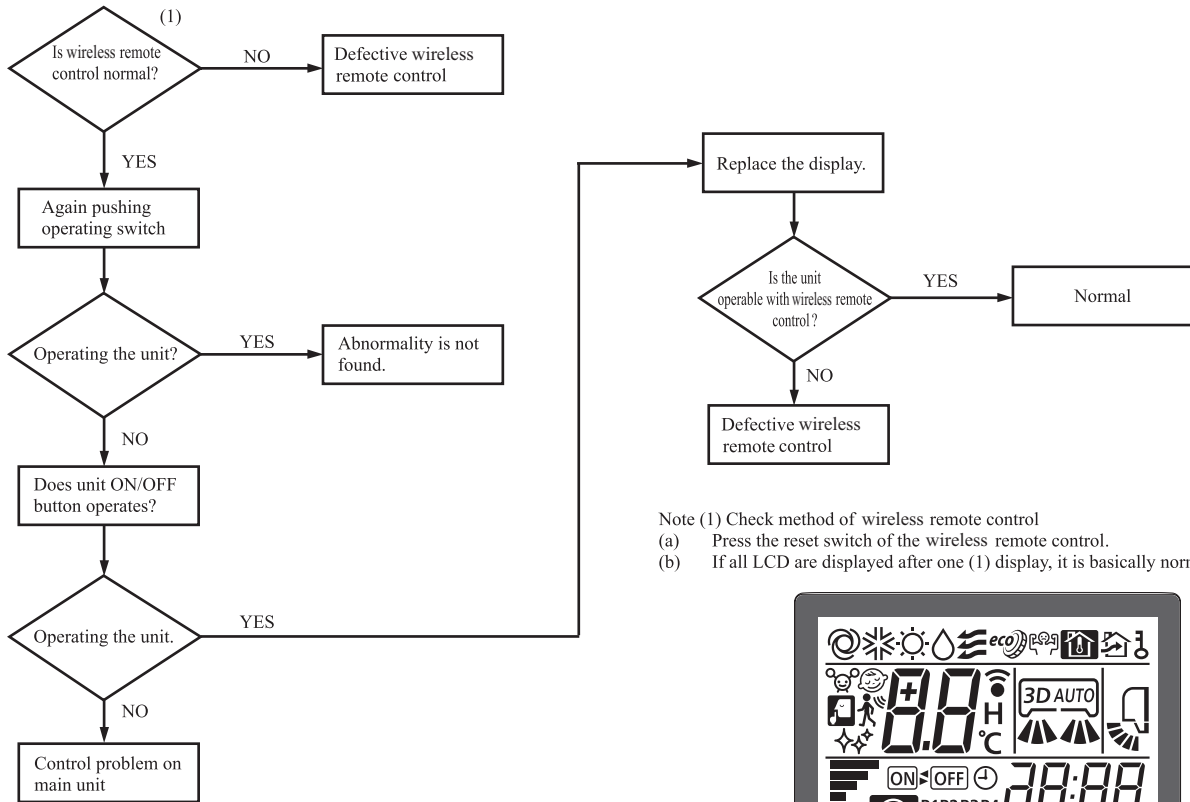 (1)
Is wireless remote
control normal?
NO
Defective wireless
remote control
YES
Again pushing
operating switch
Operating the unit?
YES
Abnormality is not
found.
NO
Does unit ON/OFF
button operates?
Operating the unit.
YES
NO
Control problem on
main unit
Replace the display.
Is the unit
operable with wireless remote
control ?
YES
Normal
NO
Defective wireless
remote control
Note (1) Check method of wireless remote control
(a) Press the reset switch of the wireless remote control.
(b) If all LCD are displayed after one (1) display, it is basically
eco
+
8.8
H
°C
3D AUTO
ON OFF